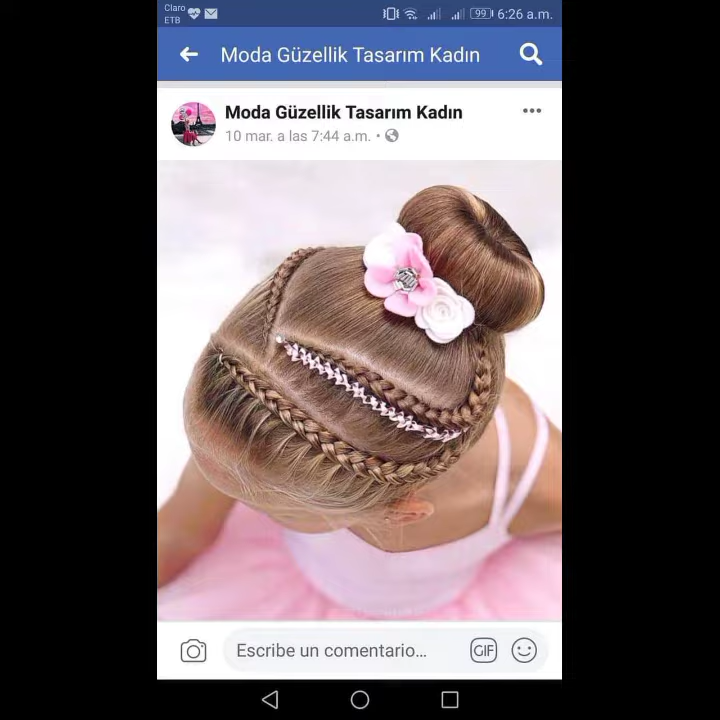 Claro
ETB
99 6:26 a.m.
Moda Güzellik Tasarım Kadın
Moda Güzellik Tasarım Kadın
10 mar. a las 7:44 a.m. •
Escribe un comentario...
GIF